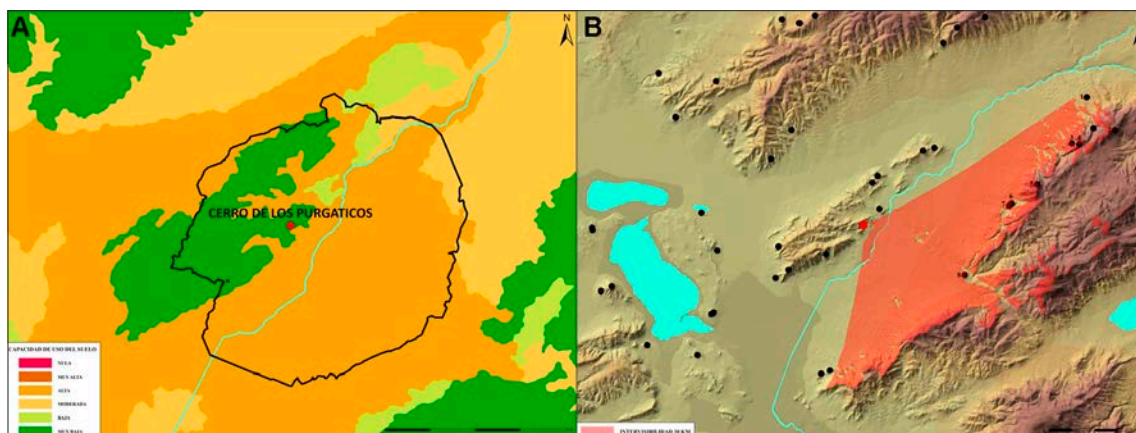 A
N
CERRO DE LOS PURGATICOS
CAPACIDAD DE USO DEL SUELO
NULA
MUY ALTA
ALTA
MODERADA
BAJA
MUY BAJA
B
INTERVISIBILIDAD 30 KM